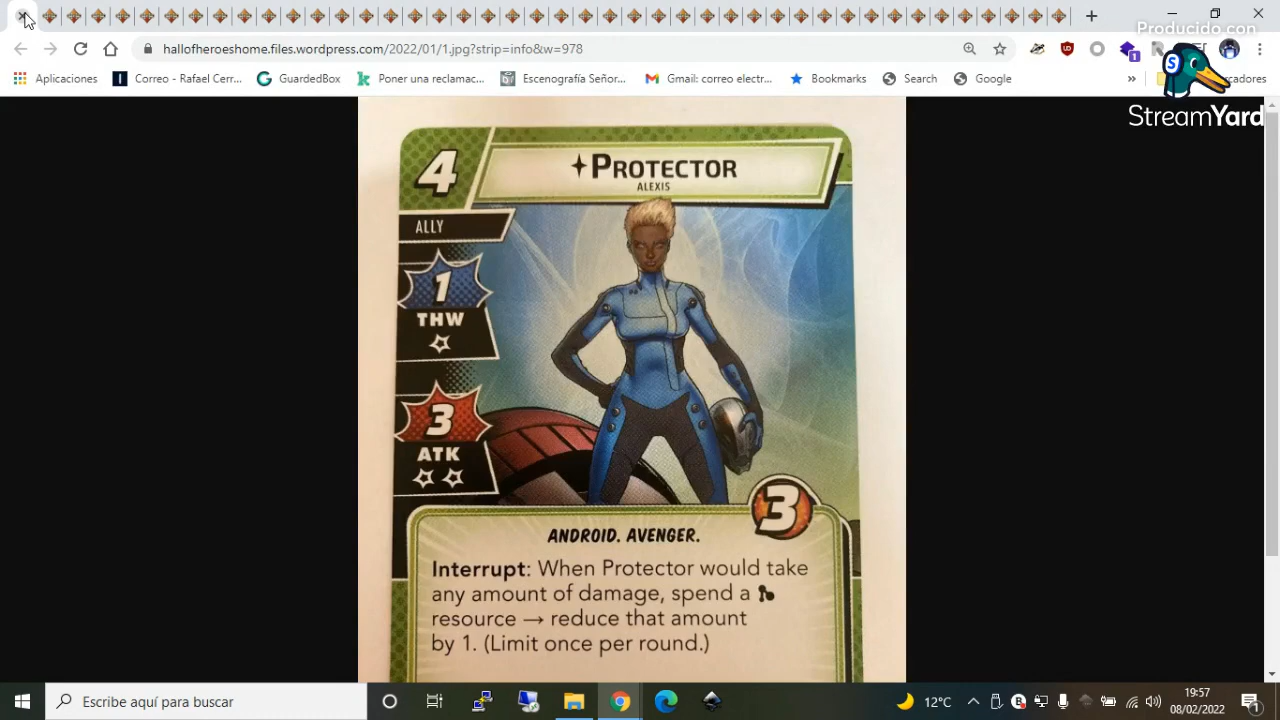 Producido con
StreamYard
hallofheroeshome.files.wordpress.com/2022/01/1.jpg?strip=info&w=978
1
Aplicaciones
Correo - Rafael Cerr...
GuardedBox
Poner una reclamac...
Escenografía Señor...
Gmail: correo electr...
Bookmarks
Search
Google
»
4
PROTECTOR
ALEXIS
ALLY
1
THW
3
ATK
3
ANDROID. AVENGER.
Interrupt: When Protector would take
any amount of damage, spend a
resource → reduce that amount
by 1. (Limit once per round.)
Escribe aquí para buscar
12°C
19:57
08/02/2022
1